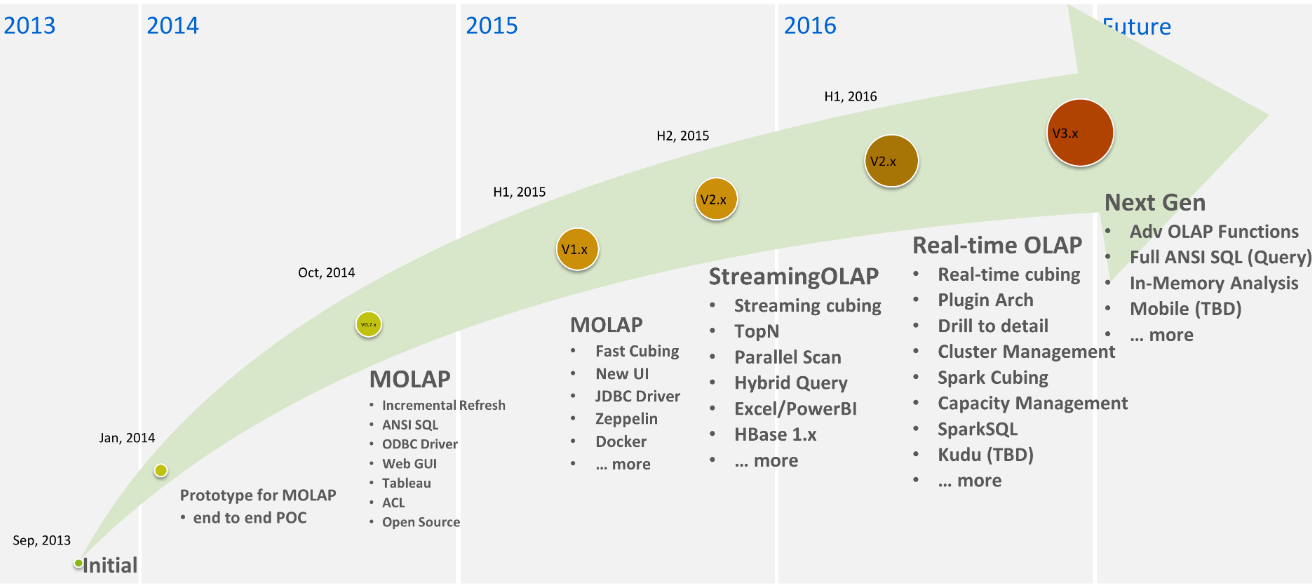 2013
2014
2015
2016
Future
Sep, 2013
Initial
Jan, 2014
Prototype for MOLAP
• end to end POC
Oct, 2014
V0.7.x
MOLAP
• Incremental Refresh
• ANSI SQL
• ODBC Driver
• Web GUI
• Tableau
• ACL
• Open Source
H1, 2015
V1.x
MOLAP
• Fast Cubing
• New UI
• JDBC Driver
• Zeppelin
• Docker
• … more
H2, 2015
V2.x
StreamingOLAP
• Streaming cubing
• TopN
• Parallel Scan
• Hybrid Query
• Excel/PowerBI
• HBase 1.x
• … more
H1, 2016
V2.x
Real-time OLAP
• Real-time cubing
• Plugin Arch
• Drill to detail
• Cluster Management
• Spark Cubing
• Capacity Management
• SparkSQL
• Kudu (TBD)
• … more
V3.x
Next Gen
• Adv OLAP Functions
• Full ANSI SQL (Query)
• In-Memory Analysis
• Mobile (TBD)
• … more